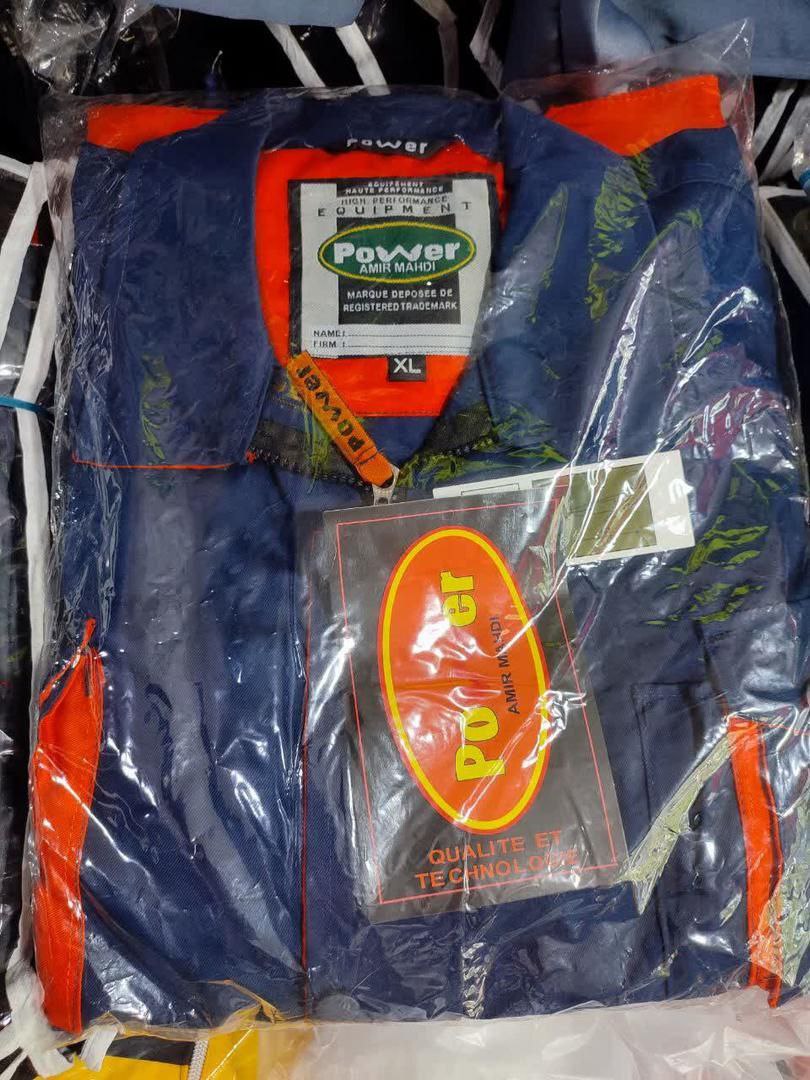 Power
EQUIPEMENT
HAUTE PERFORMANCE
HIGH PERFORMANCE
EQUIPMENT
Power
AMIR MAHDI
MARQUE DEPOSEE DE
REGISTERED TRADEMARK
NAME:
FIRM :
XL
power
Power
AMIR MAHDI
QUALITE ET
TECHNOLOGIE